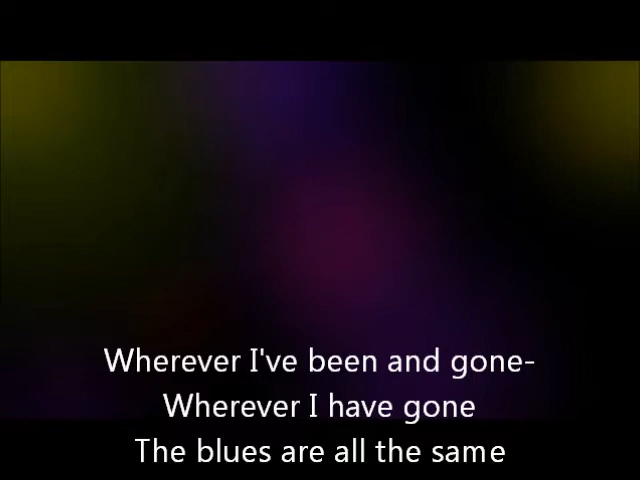 Wherever I've been and gone-
Wherever I have gone
The blues are all the same